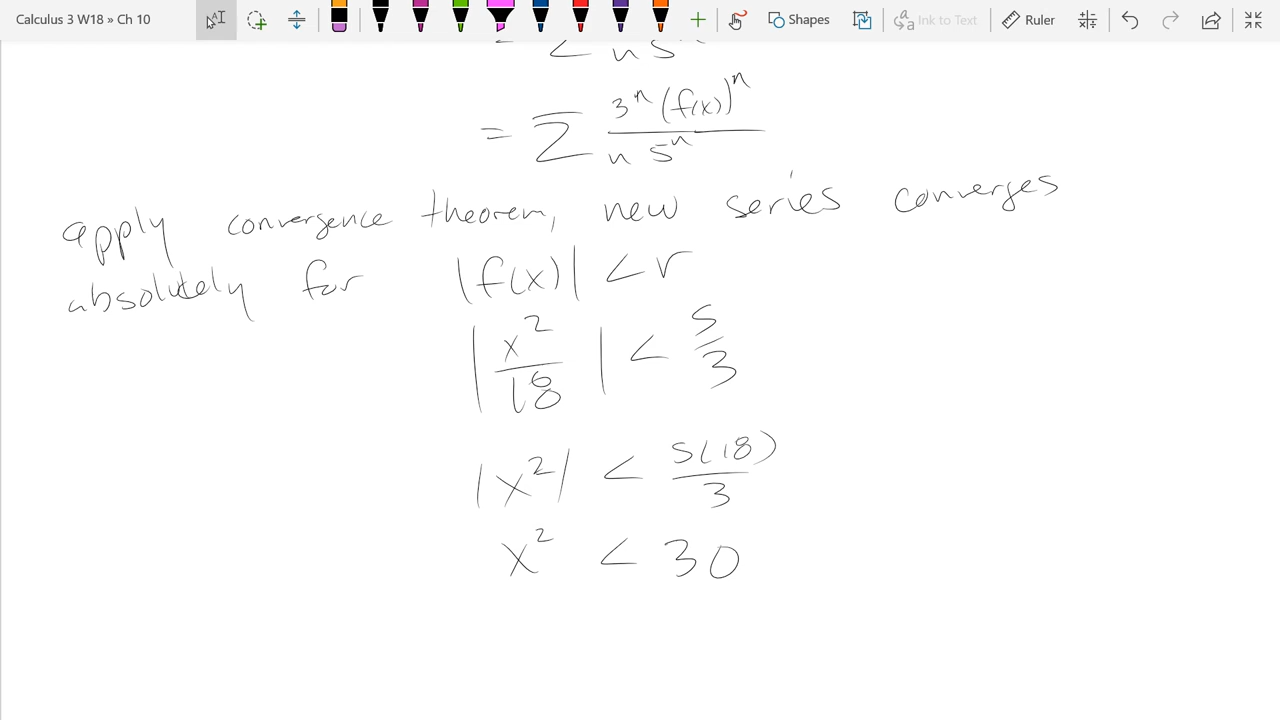 Calculus 3 W18 » Ch 10
Shapes
Ink to Text
Ruler
Σ n 5ⁿ
= Σ 3ⁿ (f(x))ⁿ / n 5ⁿ
apply convergence theorem, new series converges
absolutely for |f(x)| < r
|x²/18| < 5/3
|x²| < 5(18)/3
x² < 30